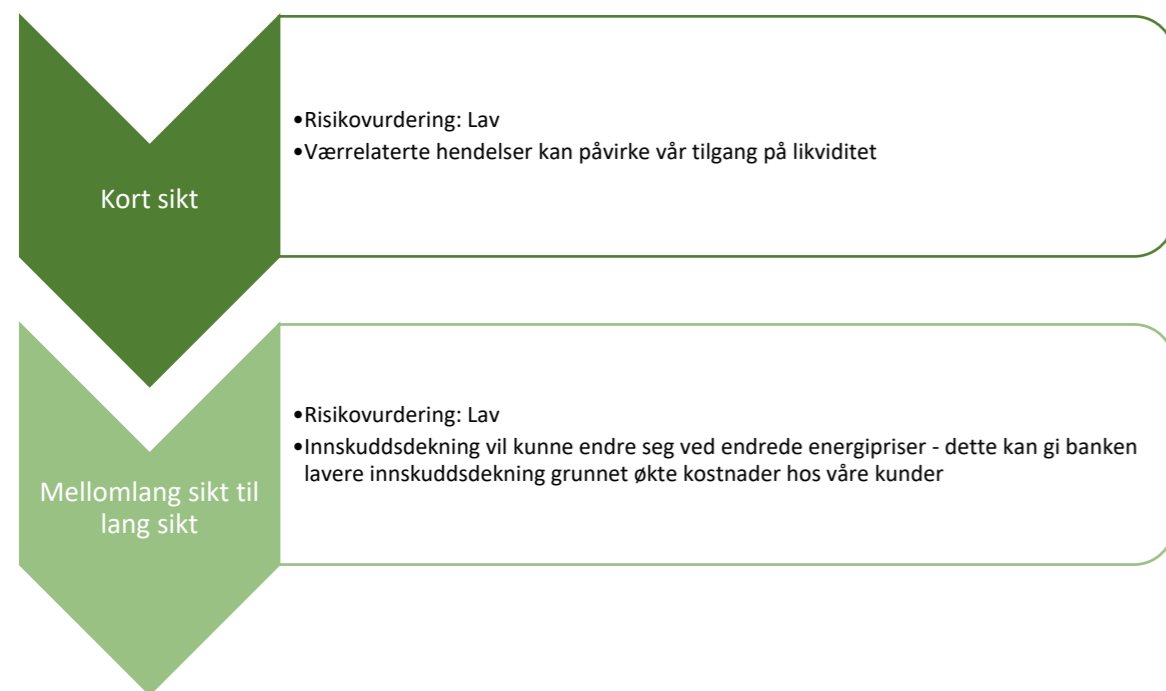 Kort sikt
•Risikovurdering: Lav
•Værrelaterte hendelser kan påvirke vår tilgang på likviditet
Mellomlang sikt til
lang sikt
•Risikovurdering: Lav
•Innskuddsdekning vil kunne endre seg ved endrede energipriser - dette kan gi banken
lavere innskuddsdekning grunnet økte kostnader hos våre kunder